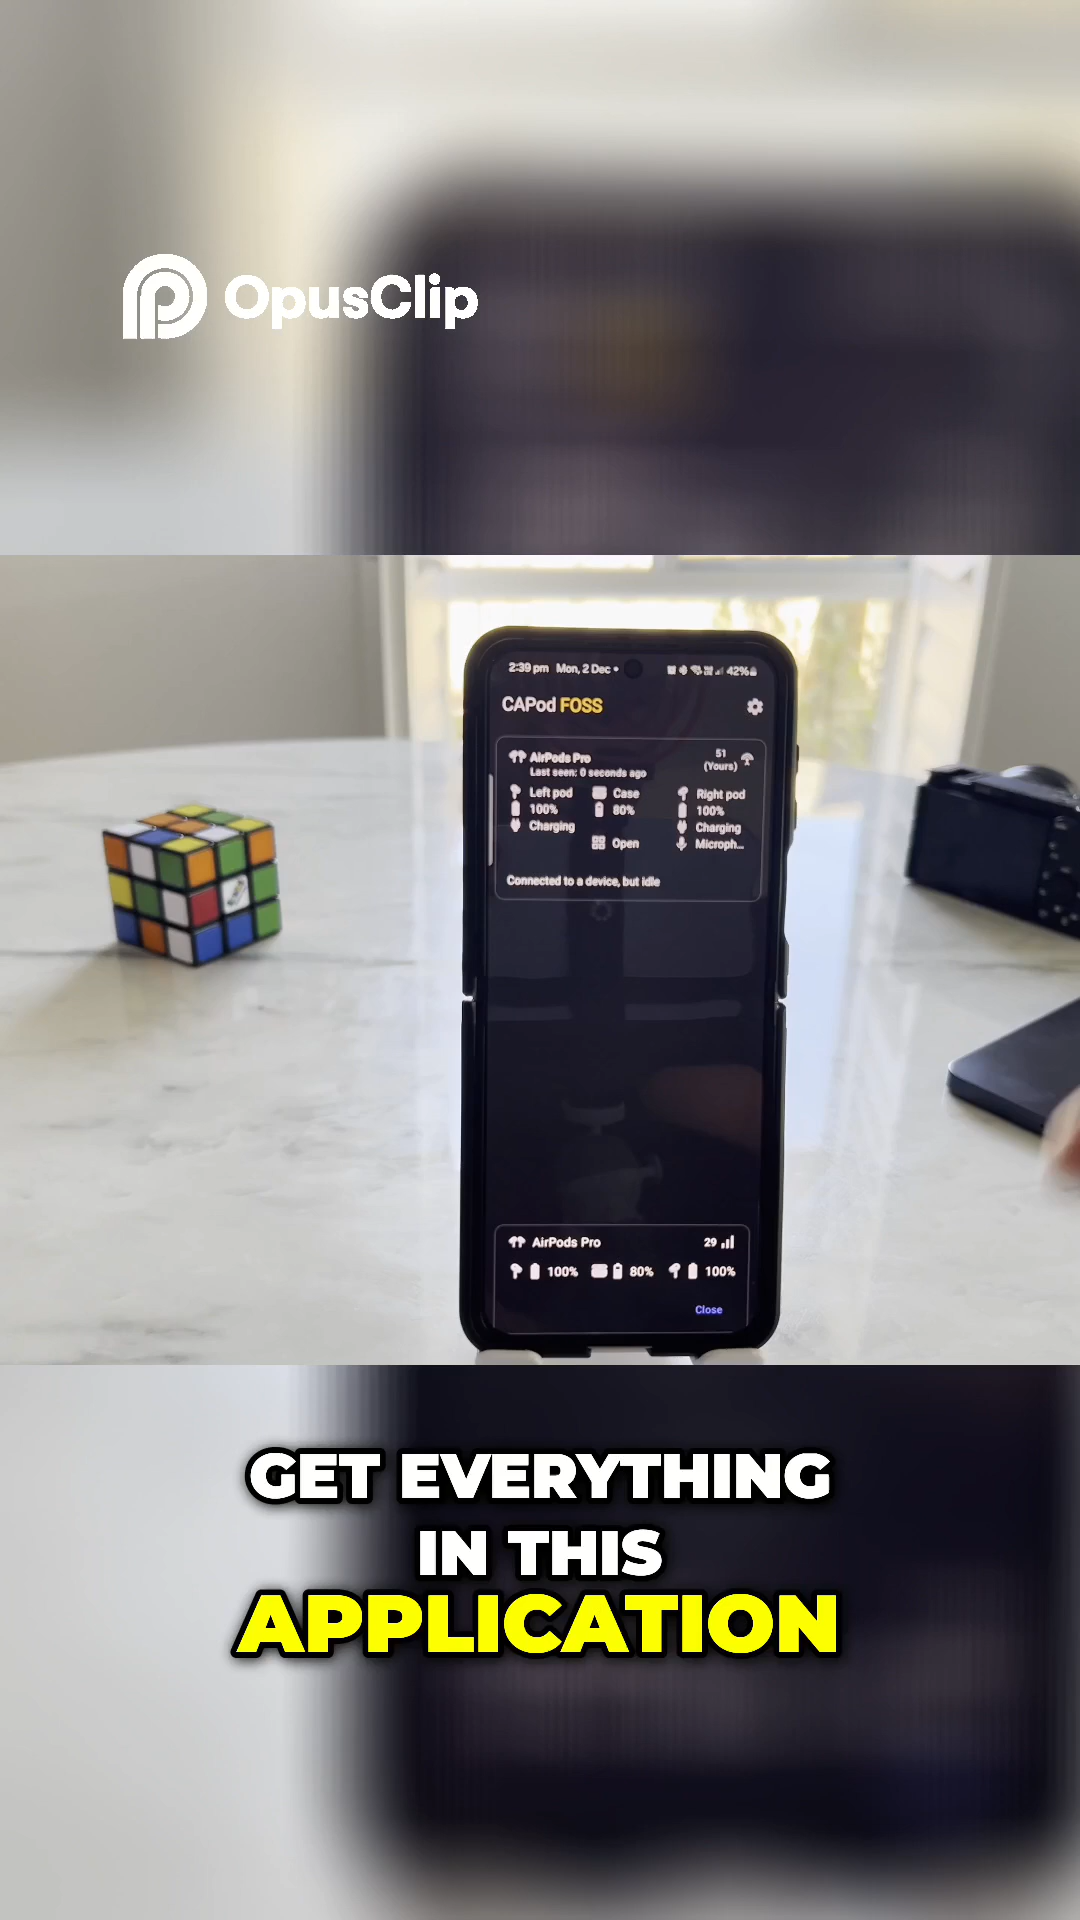 OpusClip
2:39 pm Mon, 2 Dec • 42%
CAPod FOSS
AirPods Pro 51
Last seen: 0 seconds ago (Yours)
Left pod Case Right pod
100% 80% 100%
Charging Charging
Open Microph...
Connected to a device, but idle
AirPods Pro 29
100% 80% 100%
Close
GET EVERYTHING
IN THIS
APPLICATION